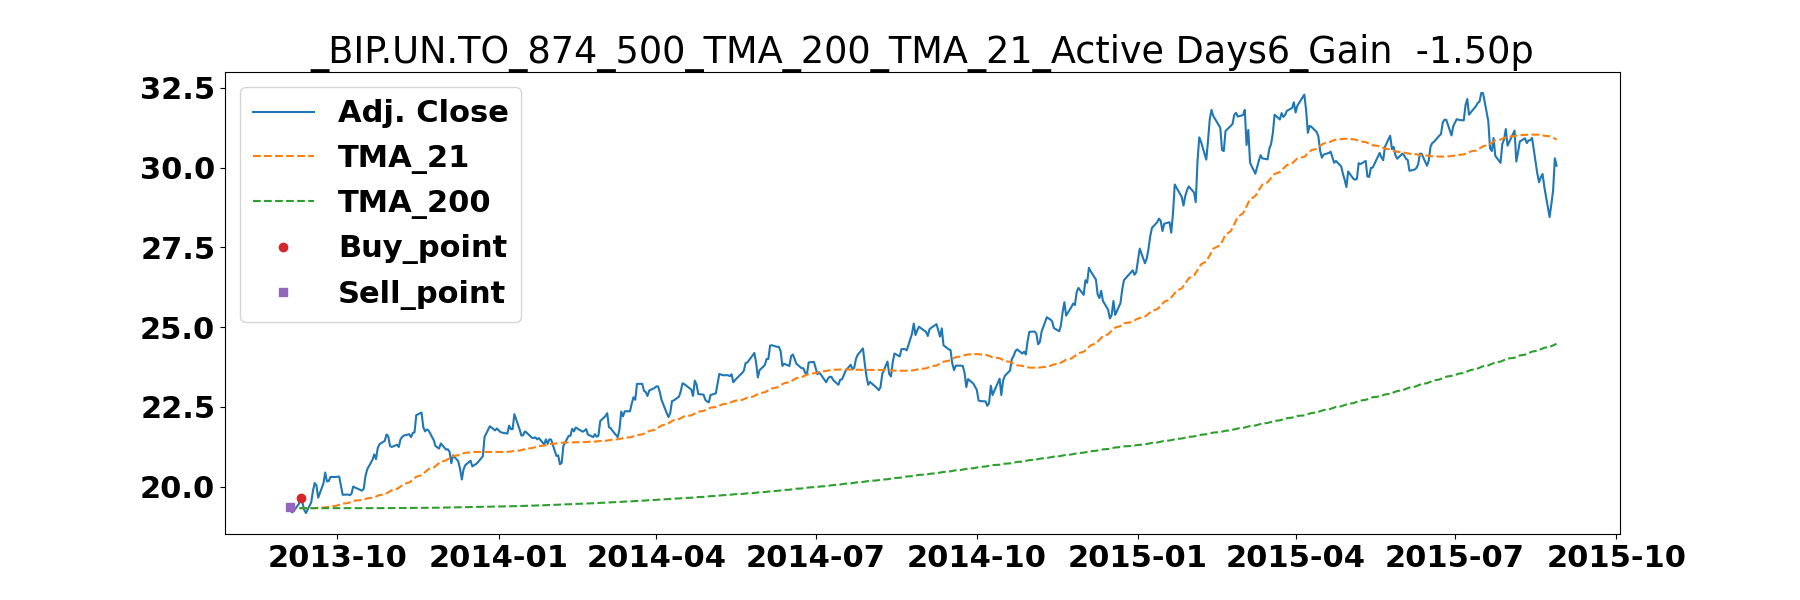 _BIP.UN.TO_874_500_TMA_200_TMA_21_Active Days6_Gain  -1.50p
32.5
30.0
27.5
25.0
22.5
20.0
Adj. Close
TMA_21
TMA_200
Buy_point
Sell_point
2013-10 2014-01 2014-04 2014-07 2014-10 2015-01 2015-04 2015-07 2015-10